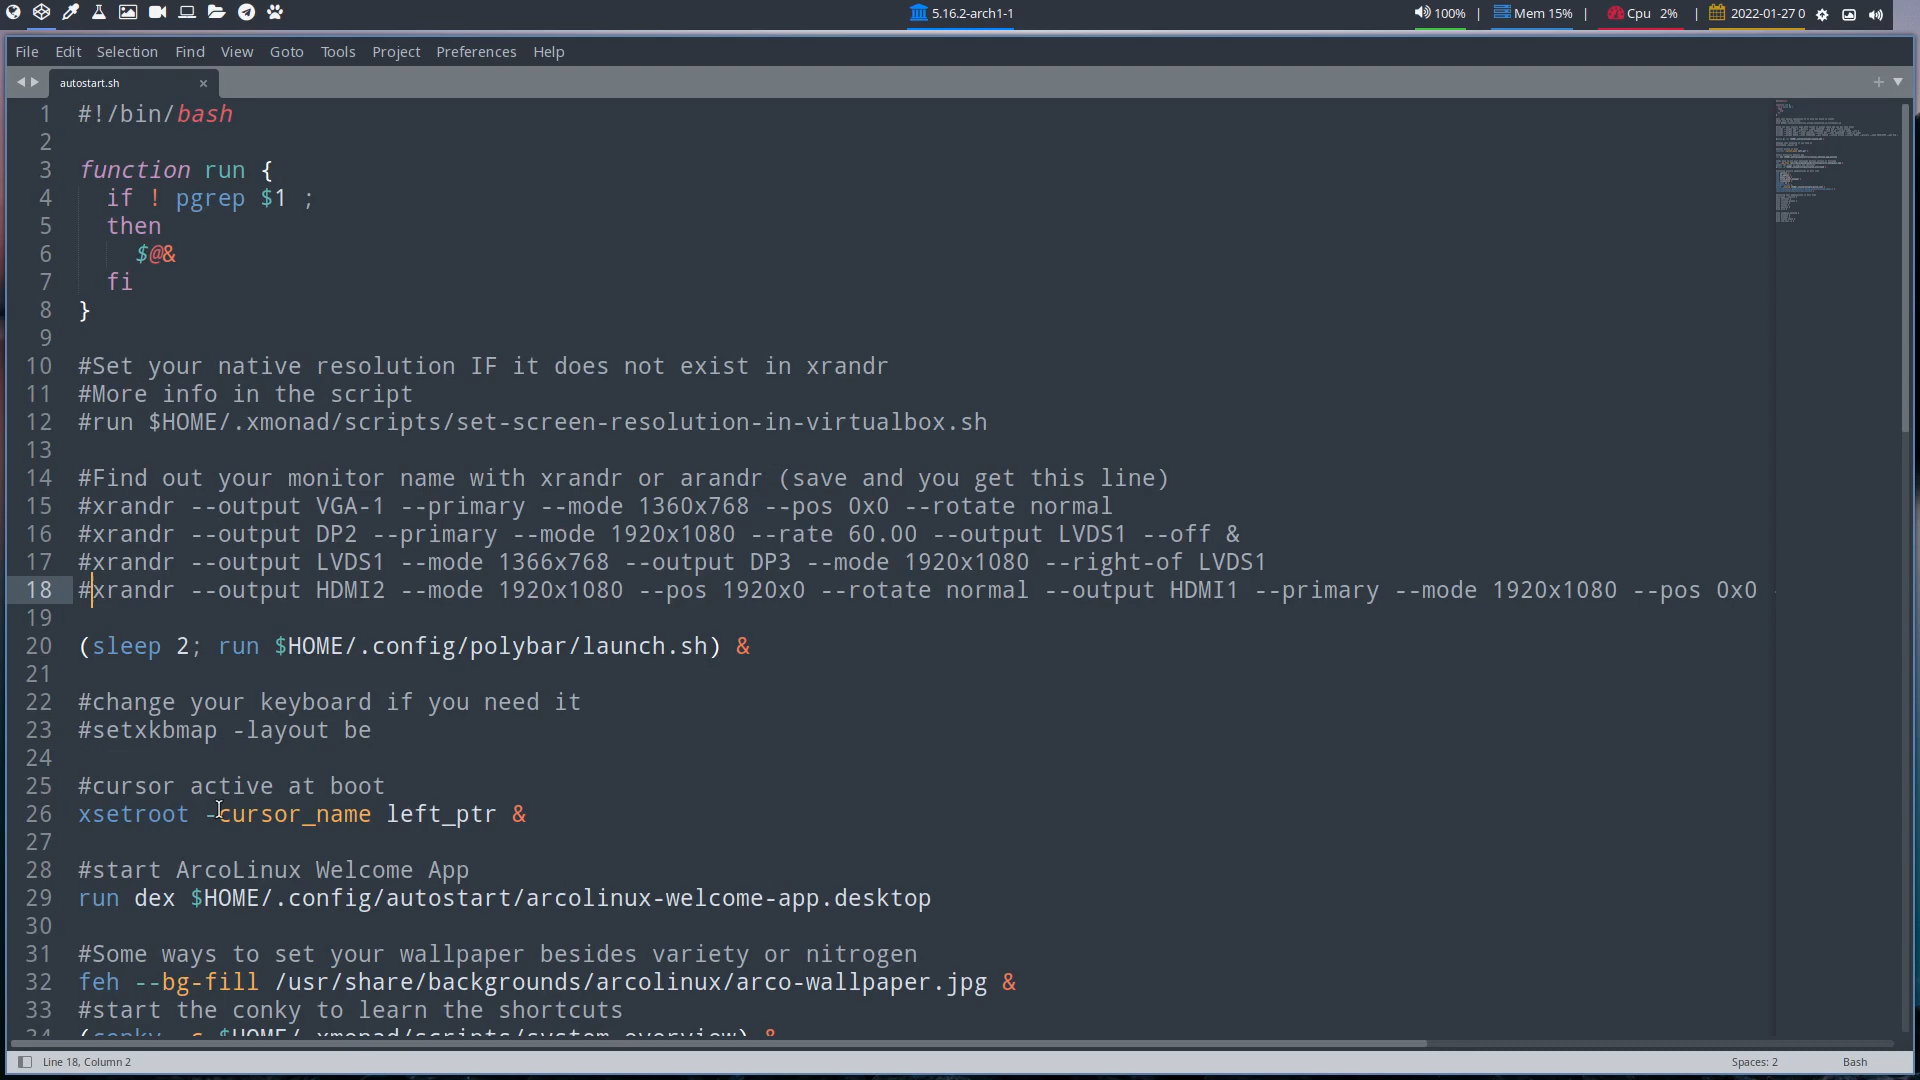 5.16.2-arch1-1
100% | Mem 15% | Cpu 2% | 2022-01-27 0
File Edit Selection Find View Goto Tools Project Preferences Help
autostart.sh ×
1 #!/bin/bash
2
3 function run {
4 if ! pgrep $1 ;
5 then
6 $@&
7 fi
8 }
9
10 #Set your native resolution IF it does not exist in xrandr
11 #More info in the script
12 #run $HOME/.xmonad/scripts/set-screen-resolution-in-virtualbox.sh
13
14 #Find out your monitor name with xrandr or arandr (save and you get this line)
15 #xrandr --output VGA-1 --primary --mode 1360x768 --pos 0x0 --rotate normal
16 #xrandr --output DP2 --primary --mode 1920x1080 --rate 60.00 --output LVDS1 --off &
17 #xrandr --output LVDS1 --mode 1366x768 --output DP3 --mode 1920x1080 --right-of LVDS1
18 #xrandr --output HDMI2 --mode 1920x1080 --pos 1920x0 --rotate normal --output HDMI1 --primary --mode 1920x1080 --pos 0x0
19
20 (sleep 2; run $HOME/.config/polybar/launch.sh) &
21
22 #change your keyboard if you need it
23 #setxkbmap -layout be
24
25 #cursor active at boot
26 xsetroot -cursor_name left_ptr &
27
28 #start ArcoLinux Welcome App
29 run dex $HOME/.config/autostart/arcolinux-welcome-app.desktop
30
31 #Some ways to set your wallpaper besides variety or nitrogen
32 feh --bg-fill /usr/share/backgrounds/arcolinux/arco-wallpaper.jpg &
33 #start the conky to learn the shortcuts
34 (conky -c $HOME/.xmonad/scripts/system-overview) &
Line 18, Column 2
Spaces: 2 Bash